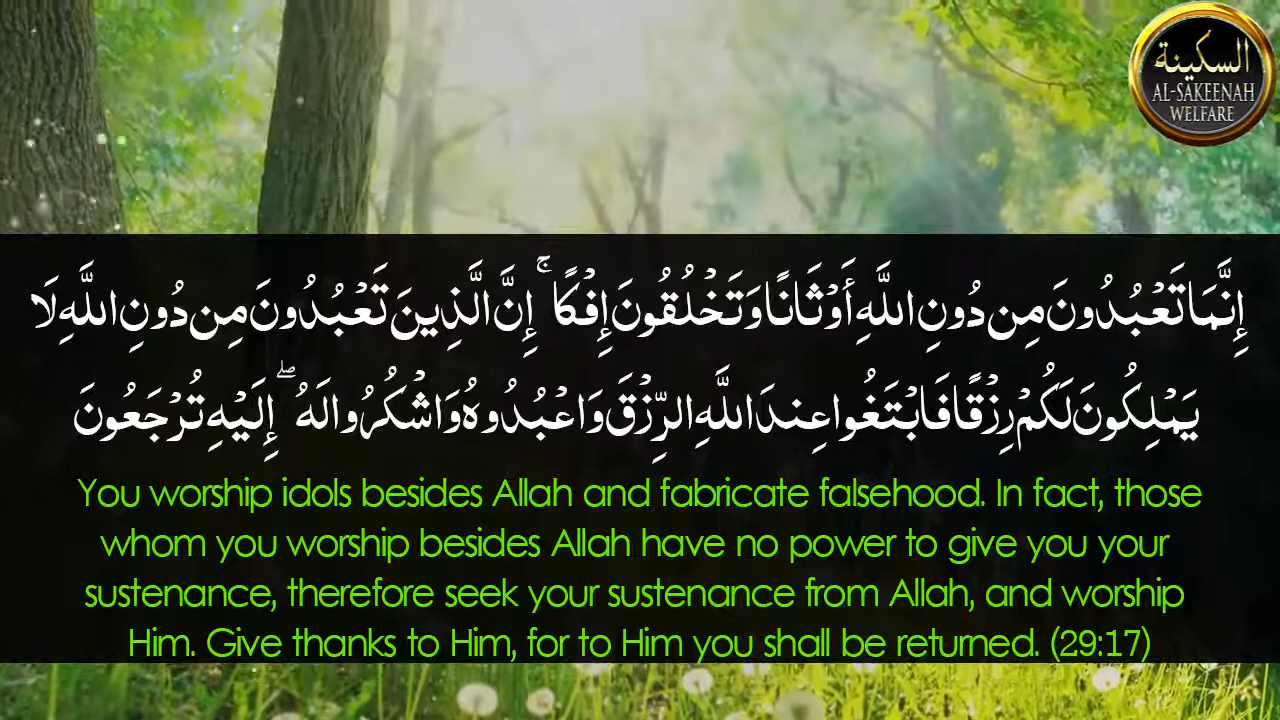 السكينة
AL-SAKEENAH
WELFARE
إِنَّمَا تَعْبُدُونَ مِن دُونِ اللَّهِ أَوْثَانًا وَتَخْلُقُونَ إِفْكًا ۚ إِنَّ الَّذِينَ تَعْبُدُونَ مِن دُونِ اللَّهِ لَا
يَمْلِكُونَ لَكُمْ رِزْقًا فَابْتَغُوا عِندَ اللَّهِ الرِّزْقَ وَاعْبُدُوهُ وَاشْكُرُوا لَهُ ۖ إِلَيْهِ تُرْجَعُونَ
You worship idols besides Allah and fabricate falsehood. In fact, those
whom you worship besides Allah have no power to give you your
sustenance, therefore seek your sustenance from Allah, and worship
Him. Give thanks to Him, for to Him you shall be returned. (29:17)